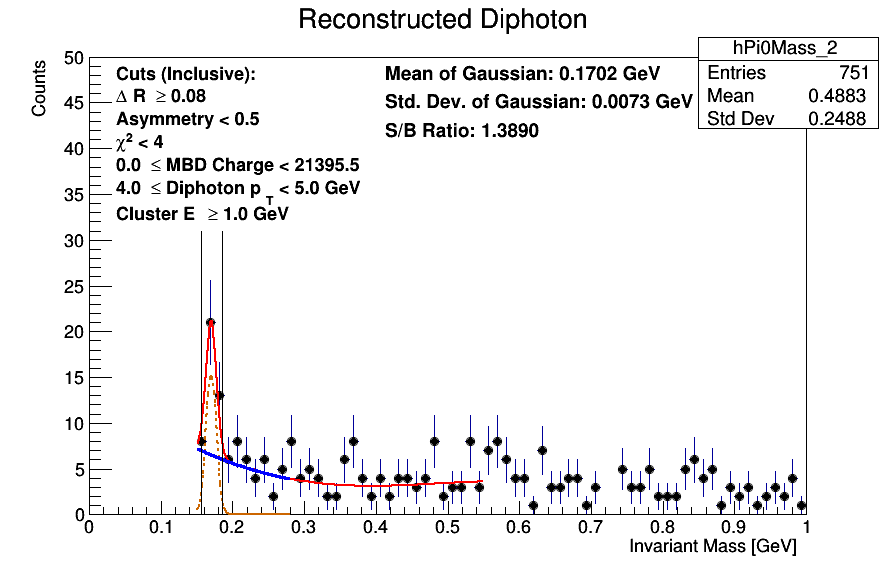 Reconstructed Diphoton
hPi0Mass_2
Entries 751
Mean 0.4883
Std Dev 0.2488
Cuts (Inclusive):
Δ R ≥ 0.08
Asymmetry < 0.5
χ² < 4
0.0 ≤ MBD Charge < 21395.5
4.0 ≤ Diphoton p_T < 5.0 GeV
Cluster E ≥ 1.0 GeV
Mean of Gaussian: 0.1702 GeV
Std. Dev. of Gaussian: 0.0073 GeV
S/B Ratio: 1.3890
Counts
50
45
40
35
30
25
20
15
10
5
0
0 0.1 0.2 0.3 0.4 0.5 0.6 0.7 0.8 0.9 1
Invariant Mass [GeV]